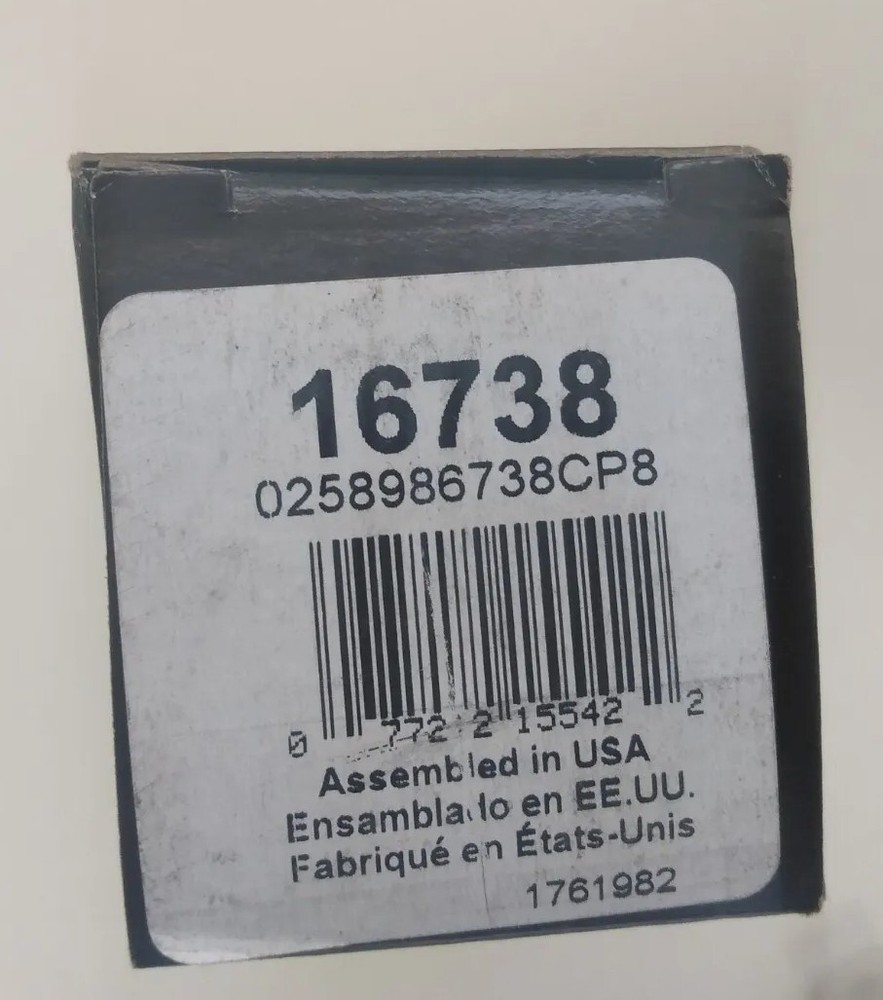 16738
0258986738CP8
0 772 2 15542 2
Assembled in USA
Ensamblado en EE.UU.
Fabriqué en États-Unis
1761982